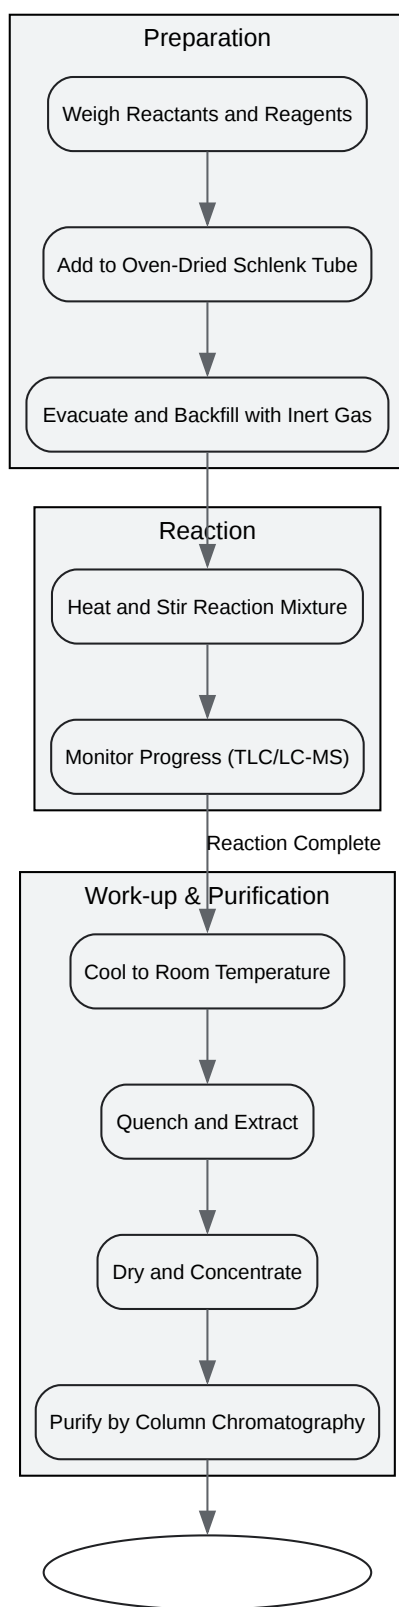 Preparation
Weigh Reactants and Reagents
Add to Oven-Dried Schlenk Tube
Evacuate and Backfill with Inert Gas
Reaction
Heat and Stir Reaction Mixture
Monitor Progress (TLC/LC-MS)
Reaction Complete
Work-up & Purification
Cool to Room Temperature
Quench and Extract
Dry and Concentrate
Purify by Column Chromatography